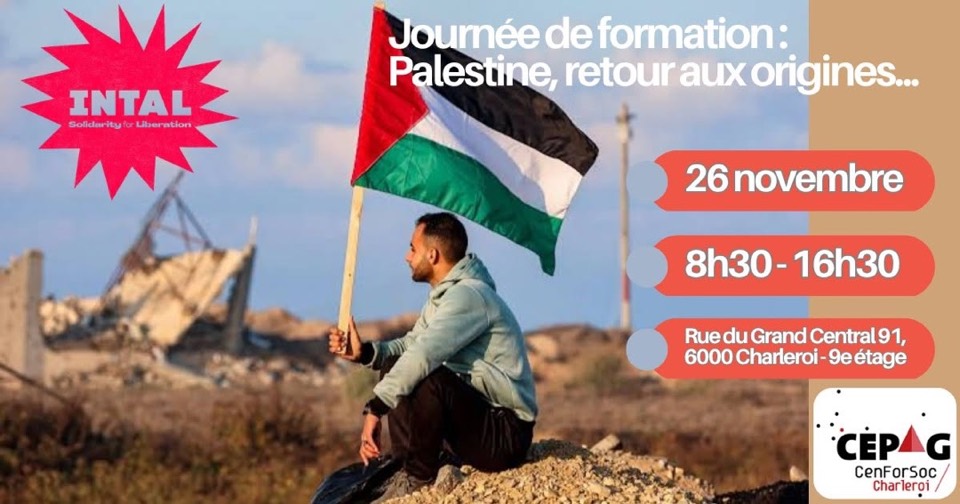 Journée de formation :
Palestine, retour aux origines...
INTAL
Solidarity for Liberation
26 novembre
8h30 - 16h30
Rue du Grand Central 91,
6000 Charleroi - 9e étage
CEPAG
CenForSoc
Charleroi